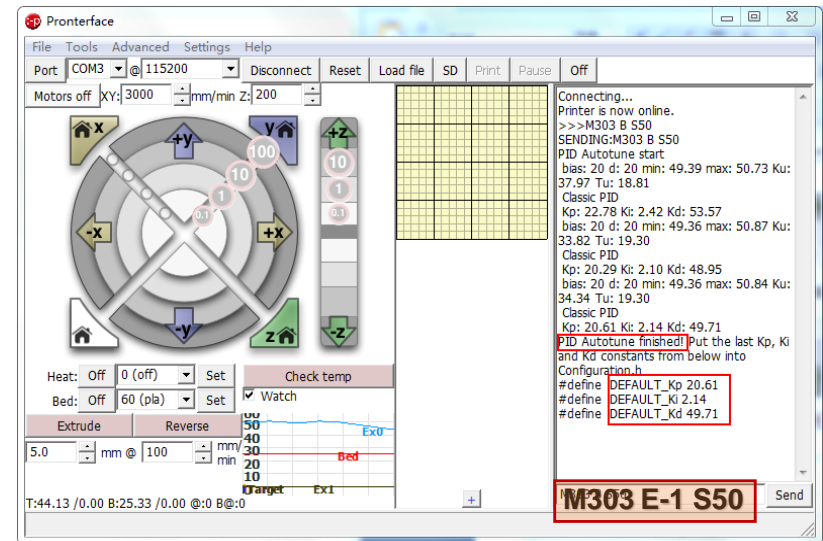 Pronterface
File Tools Advanced Settings Help
Port COM3 @ 115200 Disconnect Reset Load file SD Print Pause Off
Motors off XY: 3000 mm/min Z: 200
x +y y +z
100
10 10
1 1
0.1 0.1
-x +x
-y z -z
Heat: Off 0 (off) Set Check temp
Bed: Off 60 (pla) Set Watch
Extrude Reverse
5.0 mm @ 100 mm/
min
50
40
30
20
10
Ex0
Bed
Target Ex1
T:44.13 /0.00 B:25.33 /0.00 @:0 B@:0
+
Connecting...
Printer is now online.
>>>M303 B S50
SENDING:M303 B S50
PID Autotune start
bias: 20 d: 20 min: 49.39 max: 50.73 Ku:
37.97 Tu: 18.81
Classic PID
Kp: 22.78 Ki: 2.42 Kd: 53.57
bias: 20 d: 20 min: 49.36 max: 50.87 Ku:
33.82 Tu: 19.30
Classic PID
Kp: 20.29 Ki: 2.10 Kd: 48.95
bias: 20 d: 20 min: 49.36 max: 50.84 Ku:
34.34 Tu: 19.30
Classic PID
Kp: 20.61 Ki: 2.14 Kd: 49.71
PID Autotune finished! Put the last Kp, Ki
and Kd constants from below into
Configuration.h
#define DEFAULT_Kp 20.61
#define DEFAULT_Ki 2.14
#define DEFAULT_Kd 49.71
M303 E-1 S50 Send